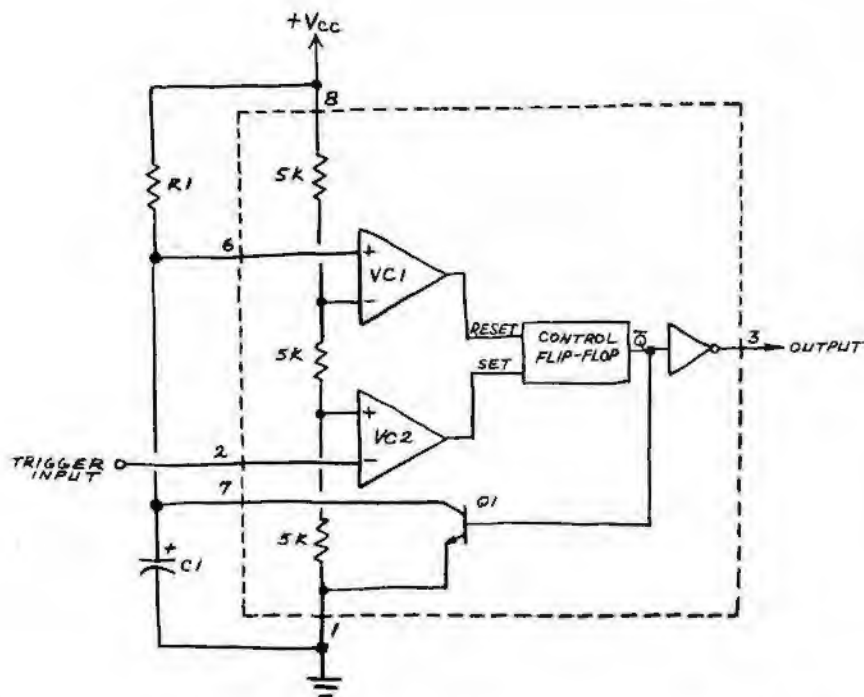 +Vcc
8
R1
5K
6
+
VC1
-
RESET
CONTROL
FLIP-FLOP
Q̅
3
OUTPUT
SET
5K
+
VC2
-
TRIGGER
INPUT
2
7
Q1
5K
+
C1
1